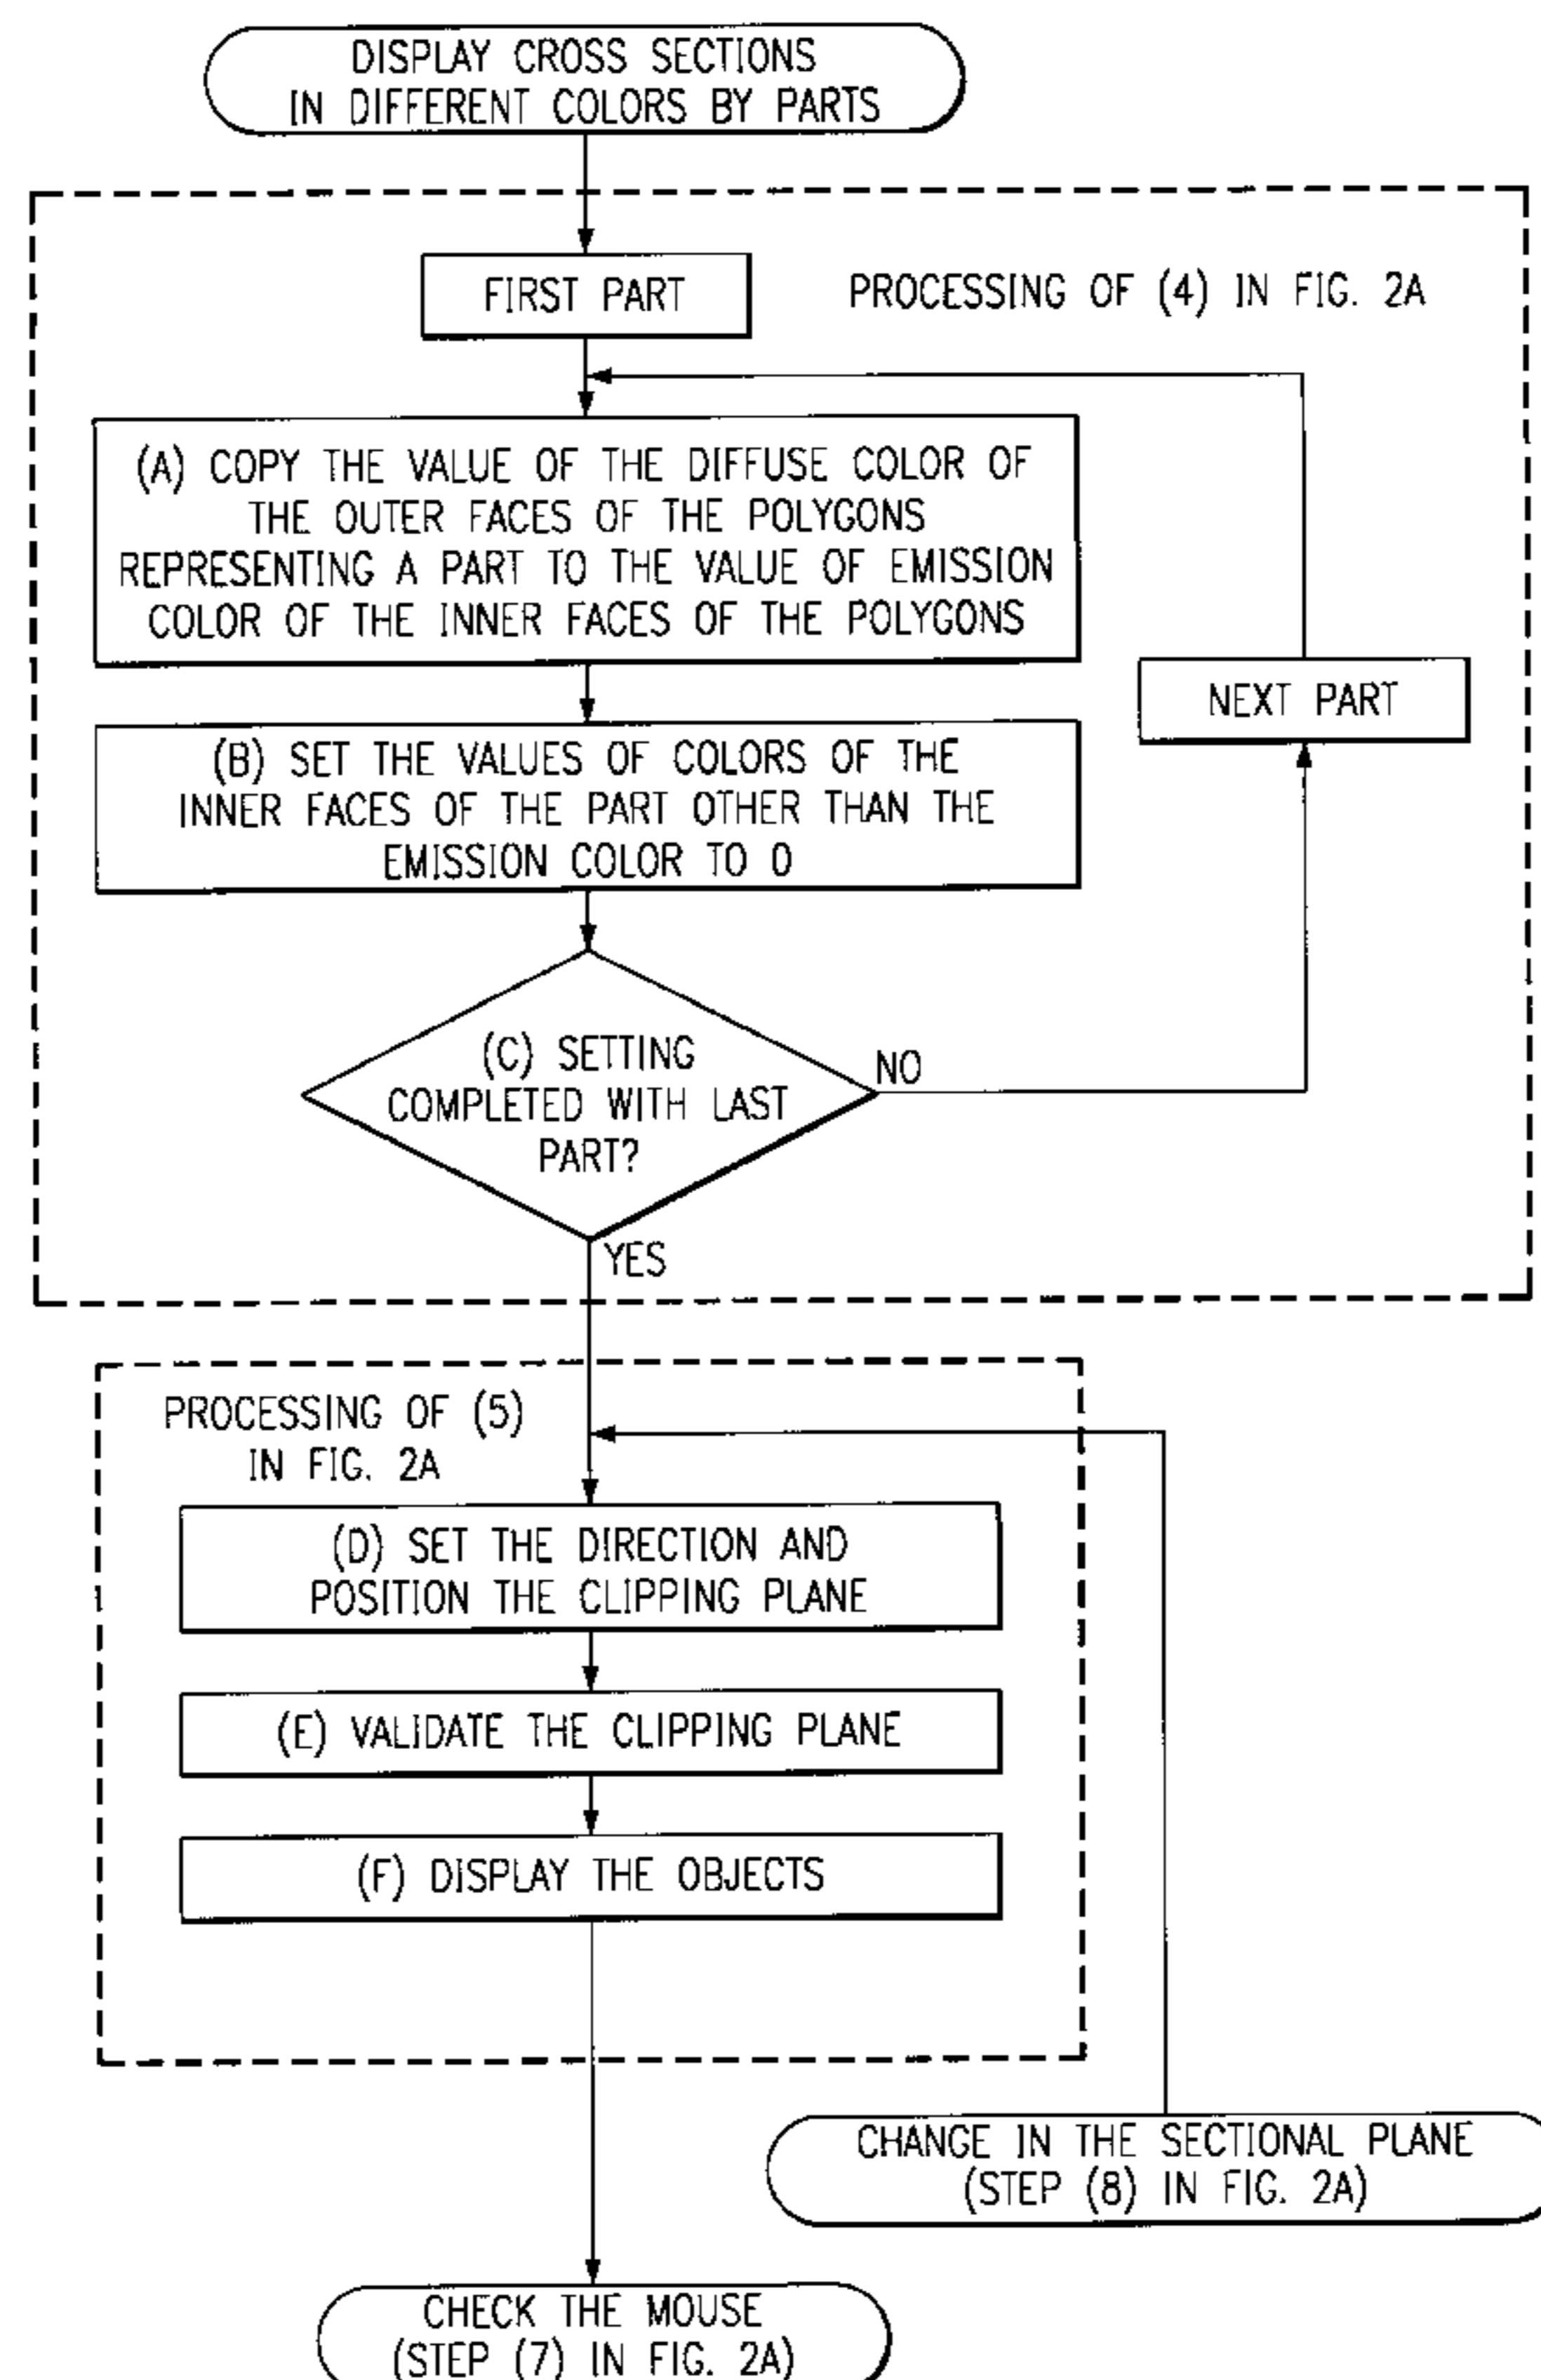 DISPLAY CROSS SECTIONS
IN DIFFERENT COLORS BY PARTS
FIRST PART
PROCESSING OF (4) IN FIG. 2A
(A) COPY THE VALUE OF THE DIFFUSE COLOR OF
THE OUTER FACES OF THE POLYGONS
REPRESENTING A PART TO THE VALUE OF EMISSION
COLOR OF THE INNER FACES OF THE POLYGONS
NEXT PART
(B) SET THE VALUES OF COLORS OF THE
INNER FACES OF THE PART OTHER THAN THE
EMISSION COLOR TO 0
(C) SETTING
COMPLETED WITH LAST
PART?
NO
YES
PROCESSING OF (5)
IN FIG. 2A
(D) SET THE DIRECTION AND
POSITION THE CLIPPING PLANE
(E) VALIDATE THE CLIPPING PLANE
(F) DISPLAY THE OBJECTS
CHANGE IN THE SECTIONAL PLANE
(STEP (8) IN FIG. 2A)
CHECK THE MOUSE
(STEP (7) IN FIG. 2A)